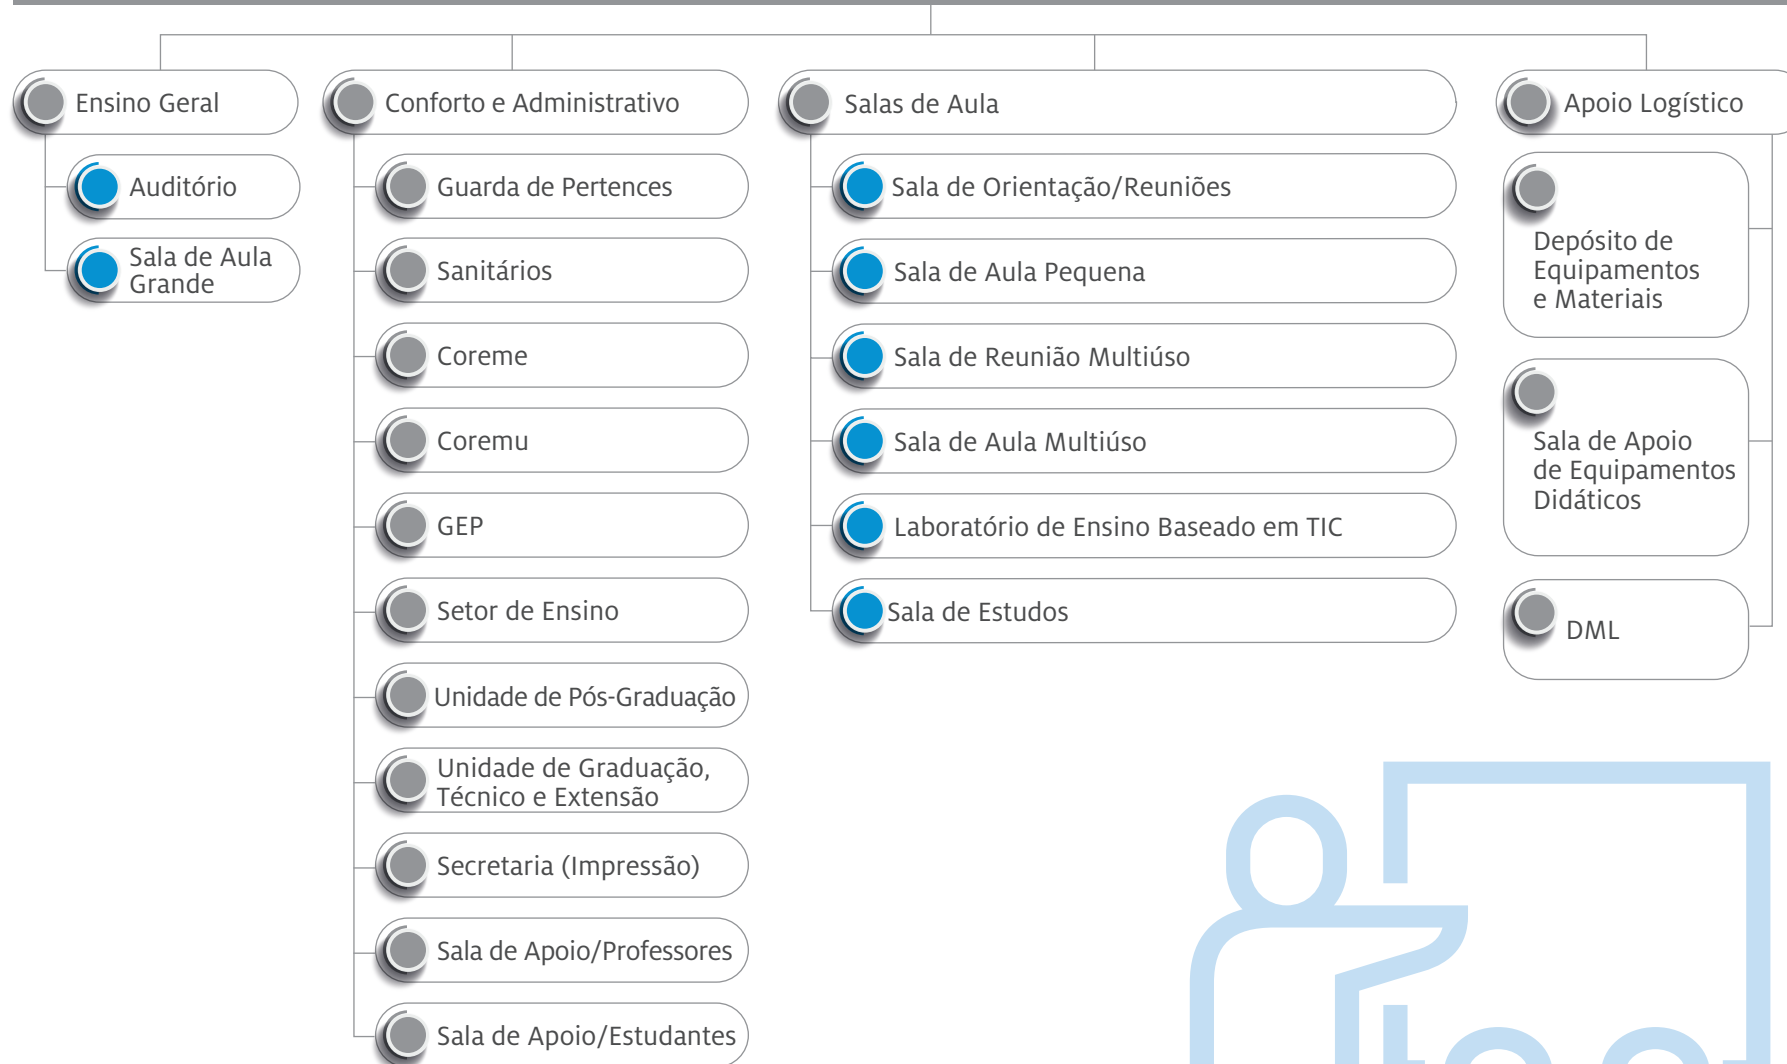 Ensino Geral
Auditório
Sala de Aula
Grande
Conforto e Administrativo
Guarda de Pertences
Sanitários
Coreme
Coremu
GEP
Setor de Ensino
Unidade de Pós-Graduação
Unidade de Graduação,
Técnico e Extensão
Secretaria (Impressão)
Sala de Apoio/Professores
Sala de Apoio/Estudantes
Salas de Aula
Sala de Orientação/Reuniões
Sala de Aula Pequena
Sala de Reunião Multiúso
Sala de Aula Multiúso
Laboratório de Ensino Baseado em TIC
Sala de Estudos
Apoio Logístico
Depósito de
Equipamentos
e Materiais
Sala de Apoio
de Equipamentos
Didáticos
DML